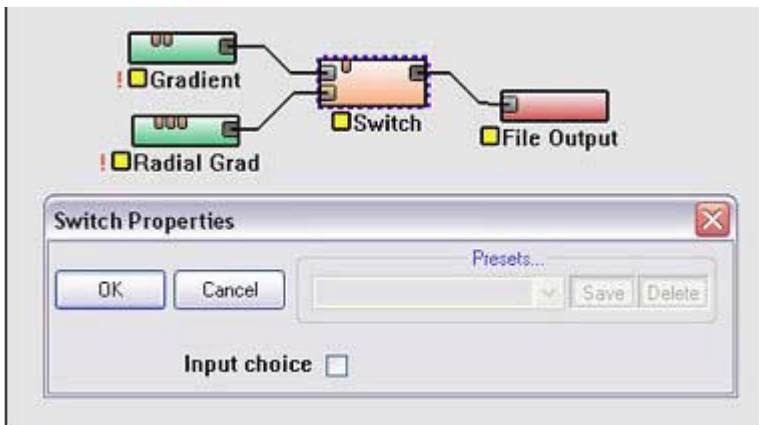 ! Gradient
Switch
File Output
! Radial Grad
Switch Properties
Presets...
OK
Cancel
Save
Delete
Input choice